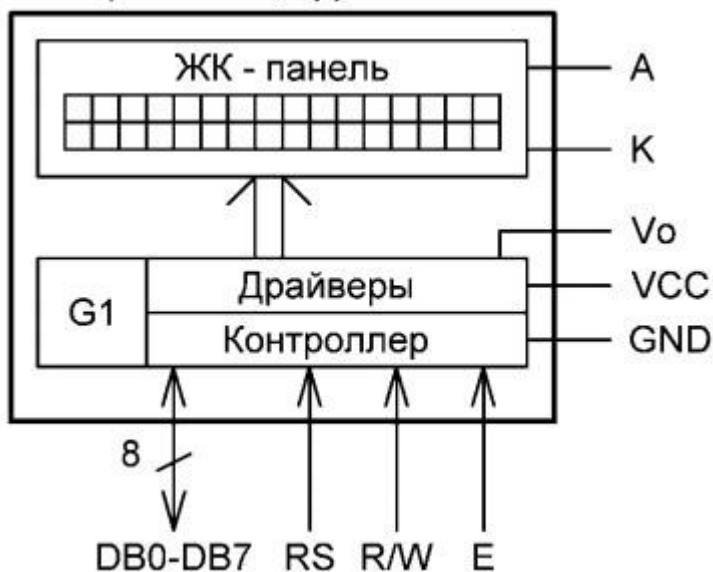 ЖК - панель
A
K
Vo
G1
Драйверы
VCC
Контроллер
GND
8
DB0-DB7 RS R/W E